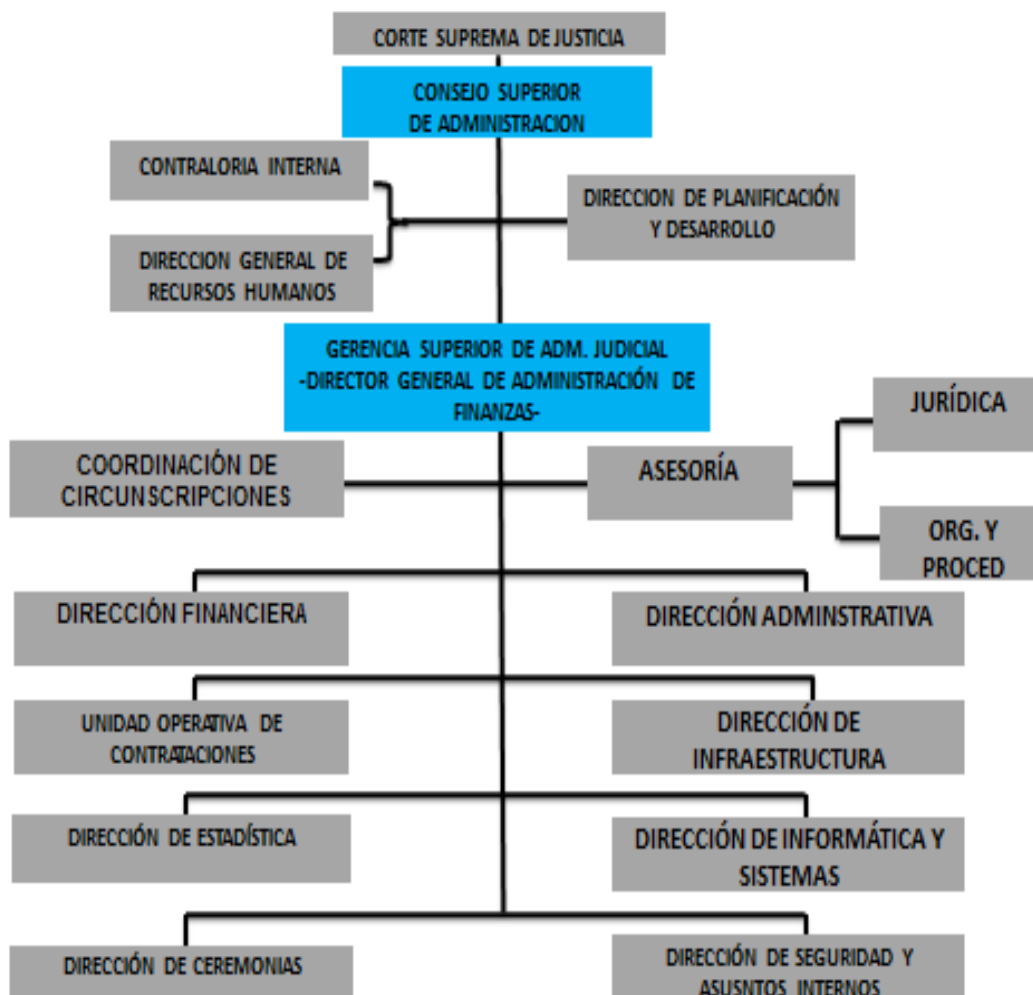 CORTE SUPREMA DE JUSTICIA
CONSEJO SUPERIOR
DE ADMINISTRACION
CONTRALORIA INTERNA
DIRECCION DE PLANIFICACIÓN
Y DESARROLLO
DIRECCION GENERAL DE
RECURSOS HUMANOS
GERENCIA SUPERIOR DE ADM. JUDICIAL
-DIRECTOR GENERAL DE ADMINISTRACIÓN DE
FINANZAS-
JURÍDICA
COORDINACIÓN DE
CIRCUNSCRIPCIONES
ASESORÍA
ORG. Y
PROCED
DIRECCIÓN FINANCIERA
DIRECCIÓN ADMINSTRATIVA
UNIDAD OPERATIVA DE
CONTRATACIONES
DIRECCIÓN DE
INFRAESTRUCTURA
DIRECCIÓN DE ESTADÍSTICA
DIRECCIÓN DE INFORMÁTICA Y
SISTEMAS
DIRECCIÓN DE CEREMONIAS
DIRECCIÓN DE SEGURIDAD Y
ASUSNTOS INTERNOS